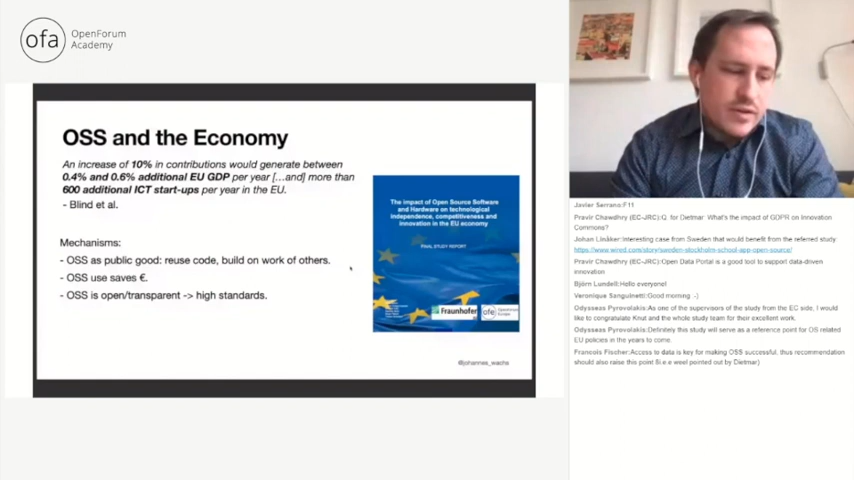 ofa
OpenForum
Academy
OSS and the Economy
An increase of 10% in contributions would generate between
0.4% and 0.6% additional EU GDP per year [...and] more than
600 additional ICT start-ups per year in the EU.
- Blind et al.
Mechanisms:
- OSS as public good: reuse code, build on work of others.
- OSS use saves €.
- OSS is open/transparent -> high standards.
The impact of Open Source Software
and Hardware on technological
independence, competitiveness and
innovation in the EU economy
FINAL STUDY REPORT
Fraunhofer
ofa
@johannes_wachs
Javier Serrano:F11
Pravir Chawdhry (EC-JRC):Q. for Dietmar: What's the impact of GDPR on Innovation
Commons?
Johan Linåker:Interesting case from Sweden that would benefit from the referred study:
https://www.wired.com/story/sweden-stockholm-school-app-open-source/
Pravir Chawdhry (EC-JRC):Open Data Portal is a good tool to support data-driven
innovation
Björn Lundell:Hello everyone!
Veronique Sanguinetti:Good morning :-)
Odysseas Pyrovolakis:As one of the supervisors of the study from the EC side, I would
like to congratulate Knut and the whole study team for their excellent work.
Odysseas Pyrovolakis:Definitely this study will serve as a reference point for OS related
EU policies in the years to come.
Francois Fischer:Access to data is key for making OSS successful, thus recommendation
should also raise this point pointed out by Dietmar)